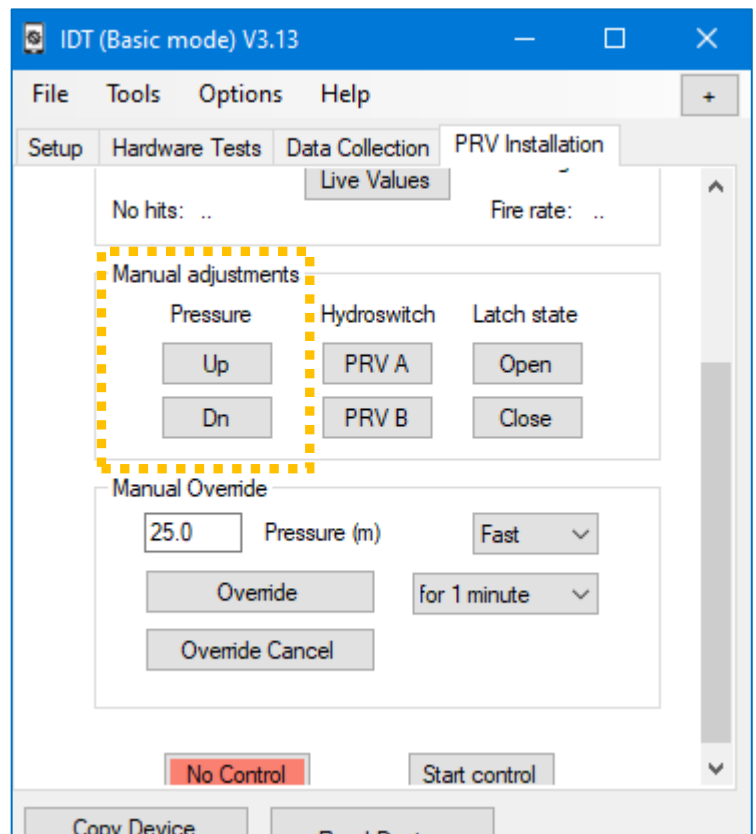 IDT (Basic mode) V3.13
File Tools Options Help +
Setup Hardware Tests Data Collection PRV Installation
Live Values
No hits: .. Fire rate: ..
Manual adjustments
Pressure Hydroswitch Latch state
Up PRV A Open
Dn PRV B Close
Manual Override
25.0 Pressure (m) Fast
Override for 1 minute
Override Cancel
No Control Start control
Copy Device